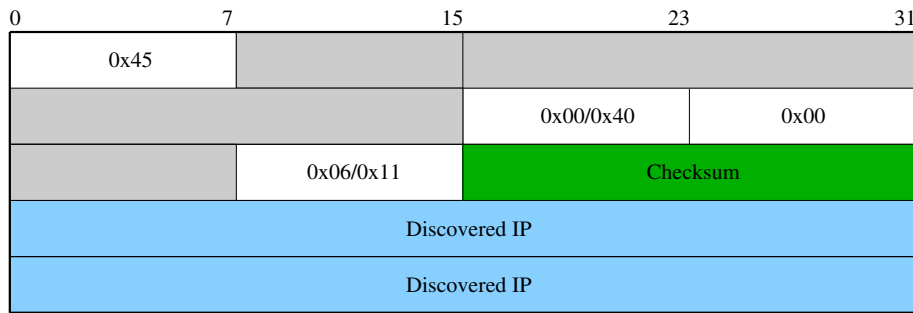 0 7 15 23 31
0x45
0x00/0x40 0x00
0x06/0x11 Checksum
Discovered IP
Discovered IP